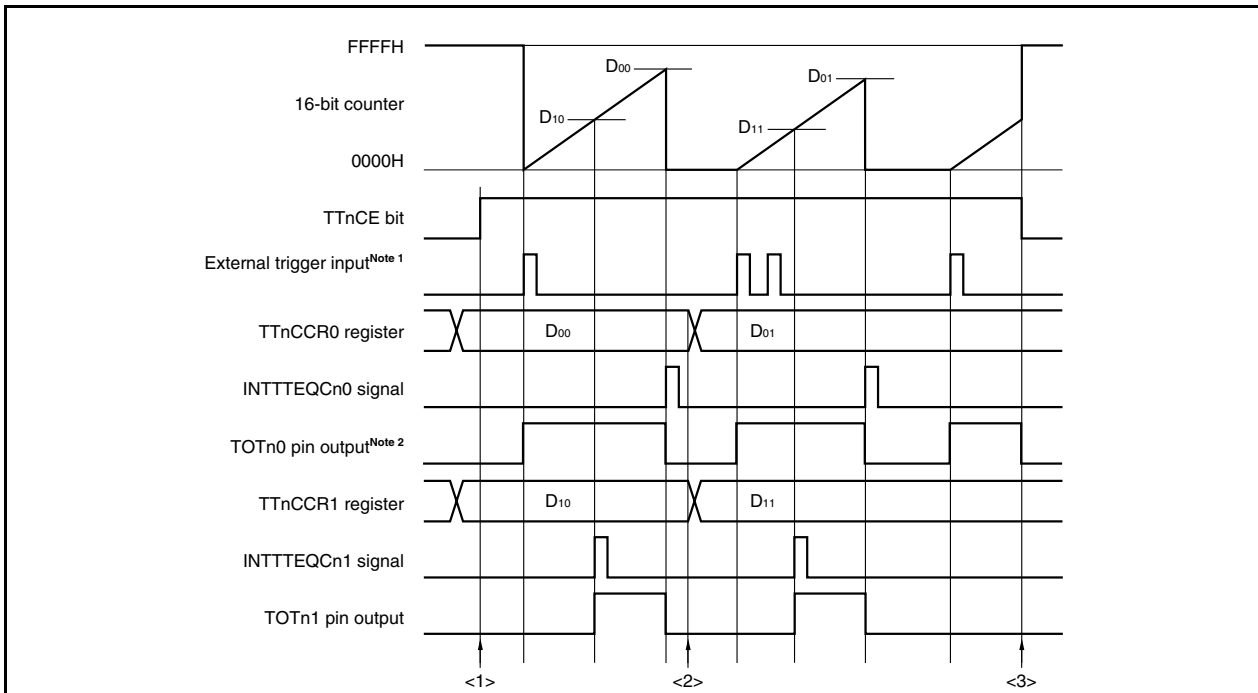 FFFFH
D00
D01
16-bit counter
D10
D11
0000H
TTnCE bit
External trigger inputNote 1
TTnCCR0 register
D00
D01
INTTTEQCn0 signal
TOTn0 pin outputNote 2
TTnCCR1 register
D10
D11
INTTTEQCn1 signal
TOTn1 pin output
<1>
<2>
<3>